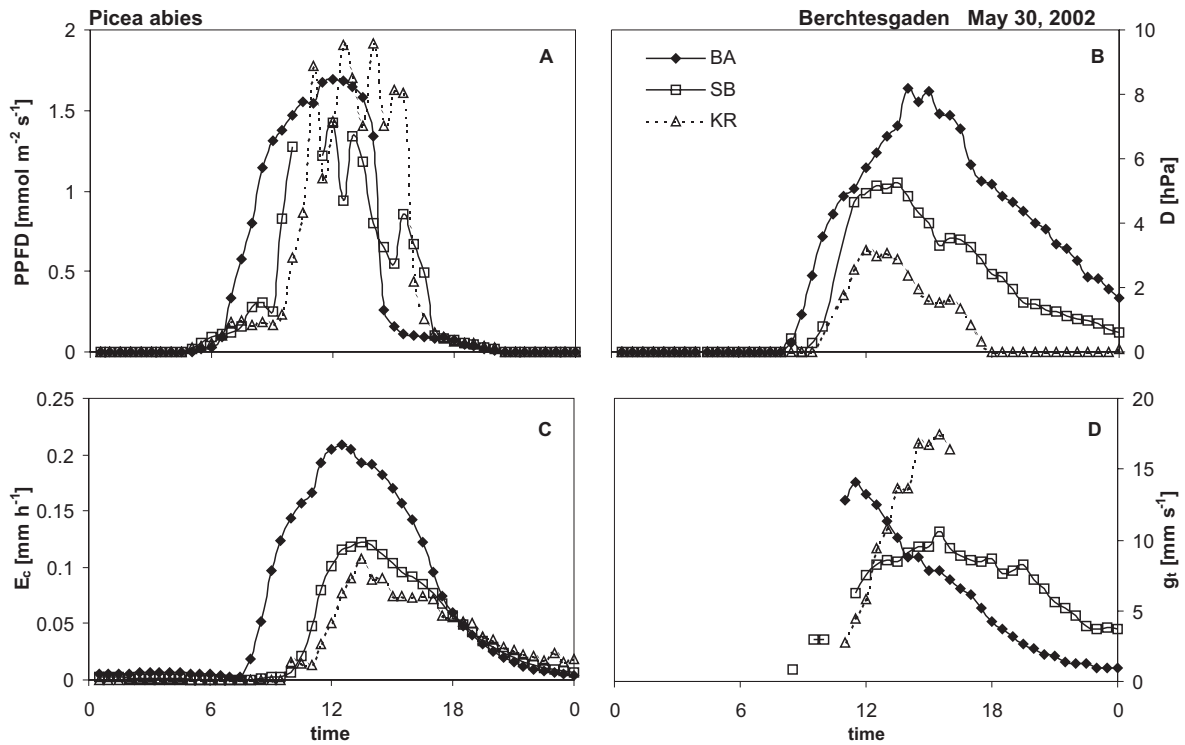 Picea abies
Berchtesgaden May 30, 2002
2
1.5
1
0.5
0
PPFD [mmol m⁻² s⁻¹]
A
BA
SB
KR
B
10
8
6
4
2
0
D [hPa]
0.25
0.2
0.15
0.1
0.05
0
E_c [mm h⁻¹]
C
0
6
12
18
0
time
D
20
15
10
5
0
g_t [mm s⁻¹]
0
6
12
18
0
time